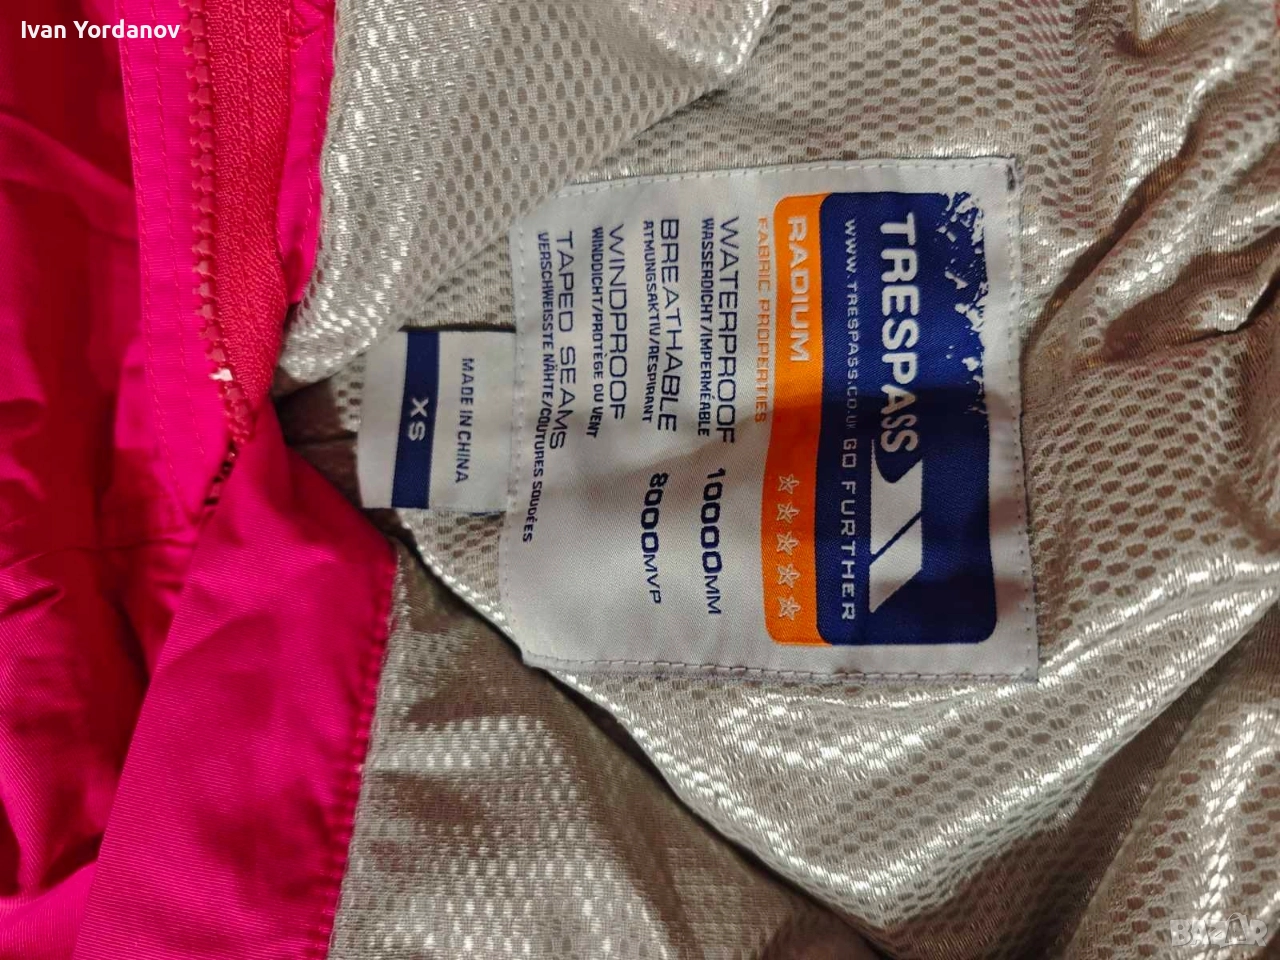 Ivan Yordanov
TRESPASS
WWW.TRESPASS.CO.UK GO FURTHER
RADIUM
FABRIC PROPERTIES
WATERPROOF 10000MM
WASSERDICHT/IMPERMÉABLE
BREATHABLE 8000MVP
ATMUNGSAKTIV/RESPIRANT
WINDPROOF
WINDDICHT/PROTÈGE DU VENT
TAPED SEAMS
VERSCHWEISSTE NÄHTE/COUTURES SOUDÉES
MADE IN CHINA
XS
BAZAR